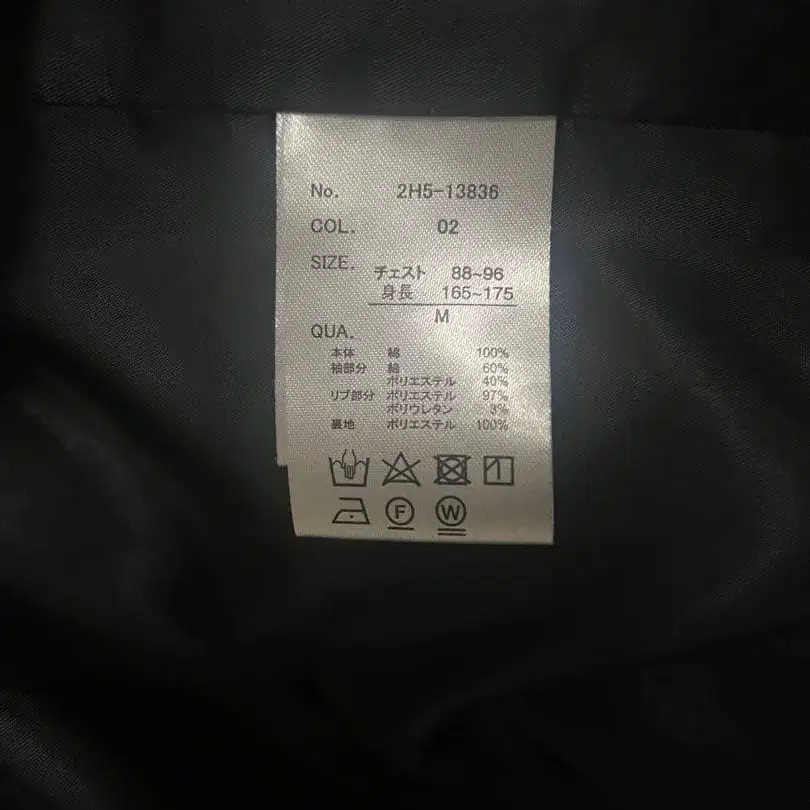 No. 2H5-13836
COL. 02
SIZE. チェスト 88~96
身長 165~175
M
QUA.
本体 綿 100%
袖部分 綿 60%
ポリエステル 40%
リブ部分 ポリエステル 97%
ポリウレタン 3%
裏地 ポリエステル 100%
F W